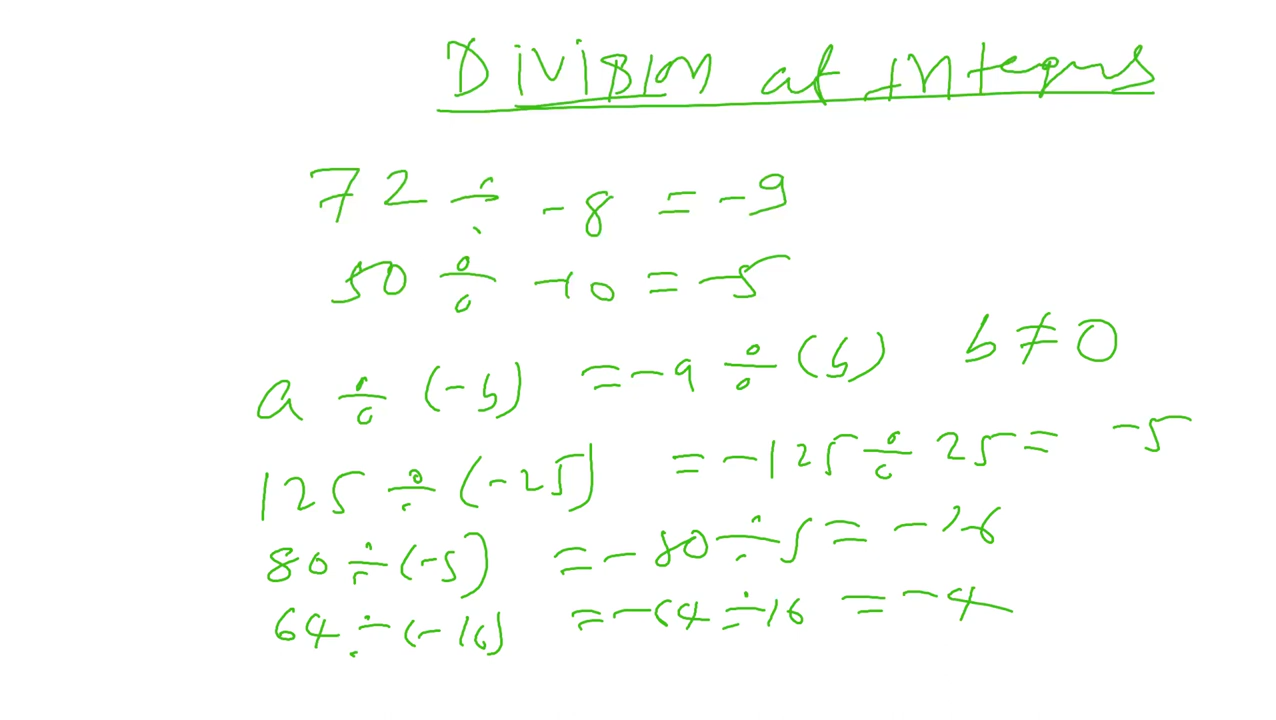 Division at Integers
72 ÷ -8 = -9
50 ÷ -10 = -5
a ÷ (-b) = -a ÷ (b) b ≠ 0
125 ÷ (-25) = -125 ÷ 25 = -5
80 ÷ (-5) = -80 ÷ 5 = -16
64 ÷ (-16) = -64 ÷ 16 = -4